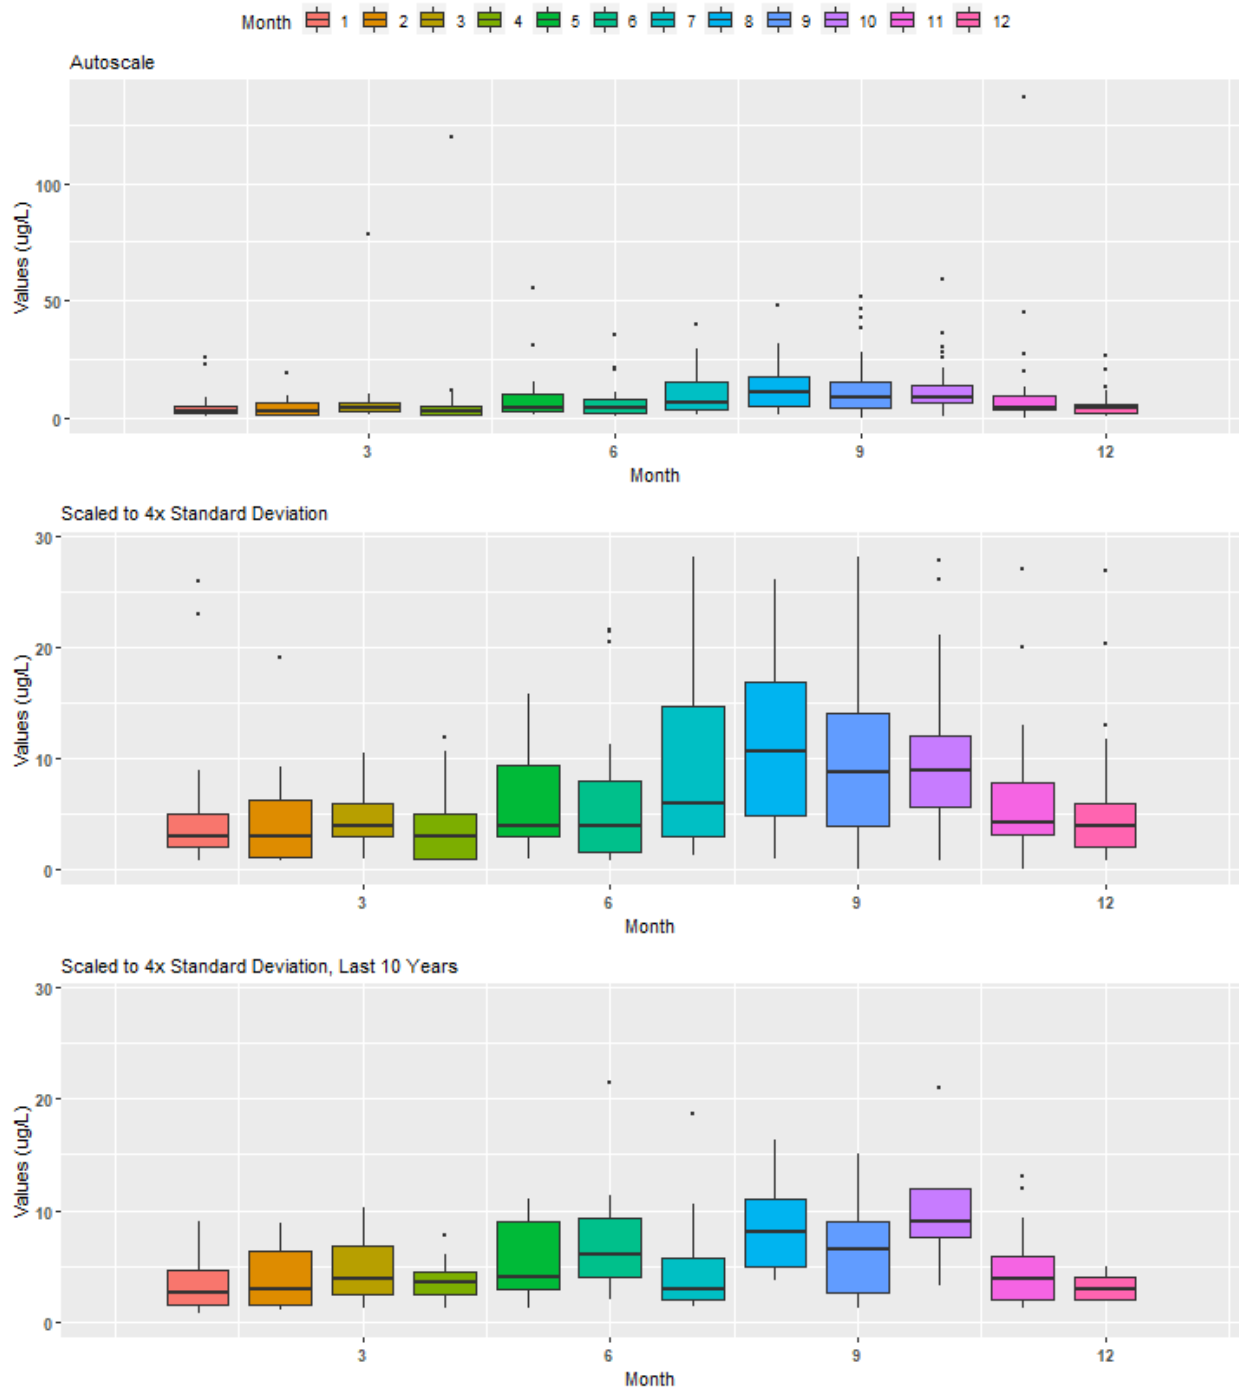 Month 1 2 3 4 5 6 7 8 9 10 11 12
Autoscale
Values (ug/L)
100
50
0
3 6 9 12
Month
Scaled to 4x Standard Deviation
Values (ug/L)
30
20
10
0
3 6 9 12
Month
Scaled to 4x Standard Deviation, Last 10 Years
Values (ug/L)
30
20
10
0
3 6 9 12
Month